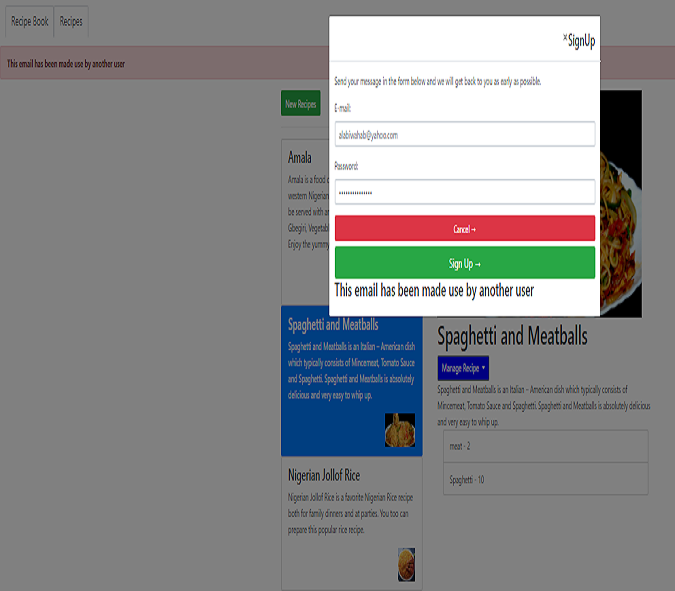 Recipe Book Recipes
This email has been made use by another user
New Recipes
Amala
Amala is a food
western Nigerian
be served with
Gbegiri, Vegetab
Enjoy the yummy
Spaghetti and Meatballs
Spaghetti and Meatballs is an Italian – American dish
which typically consists of Mincemeat, Tomato Sauce
and Spaghetti. Spaghetti and Meatballs is absolutely
delicious and very easy to whip up.
Nigerian Jollof Rice
Nigerian Jollof Rice is a favorite Nigerian Rice recipe
both for family dinners and at parties. You too can
prepare this popular rice recipe.
× SignUp
Send your message in the form below and we will get back to you as early as possible.
E-mail:
alabiwahab@yahoo.com
Password:
Cancel →
Sign Up →
This email has been made use by another user
Spaghetti and Meatballs
Manage Recipe
Spaghetti and Meatballs is an Italian – American dish which typically consists of
Mincemeat, Tomato Sauce and Spaghetti. Spaghetti and Meatballs is absolutely delicious
and very easy to whip up.
meat - 2
Spaghetti - 10